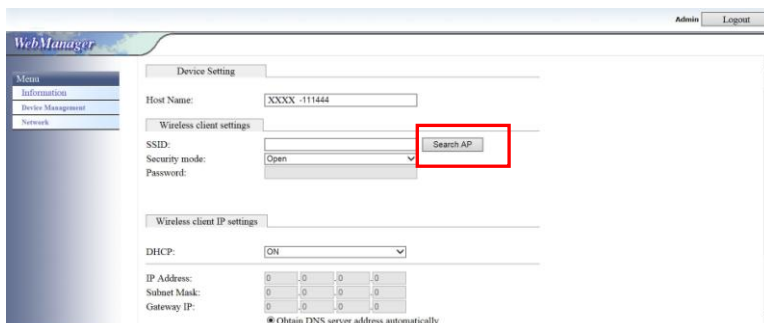 Admin Logout
WebManager
Menu
Information
Device Management
Network
Device Setting
Host Name: XXXX -111444
Wireless client settings
SSID: Search AP
Security mode: Open
Password:
Wireless client IP settings
DHCP: ON
IP Address: 0 .0 .0 .0
Subnet Mask: 0 .0 .0 .0
Gateway IP: 0 .0 .0 .0
Obtain DNS server address automatically